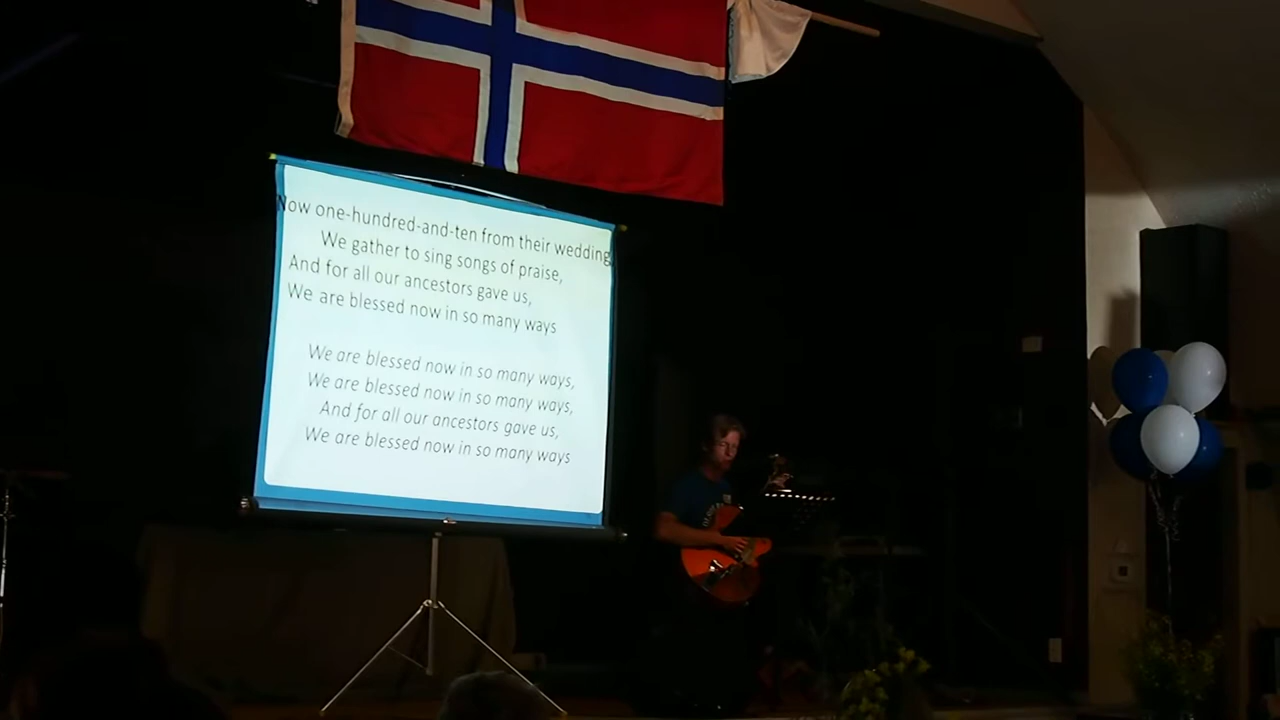 Now one-hundred-and-ten from their wedding
We gather to sing songs of praise,
And for all our ancestors gave us,
We are blessed now in so many ways
We are blessed now in so many ways,
We are blessed now in so many ways,
And for all our ancestors gave us,
We are blessed now in so many ways